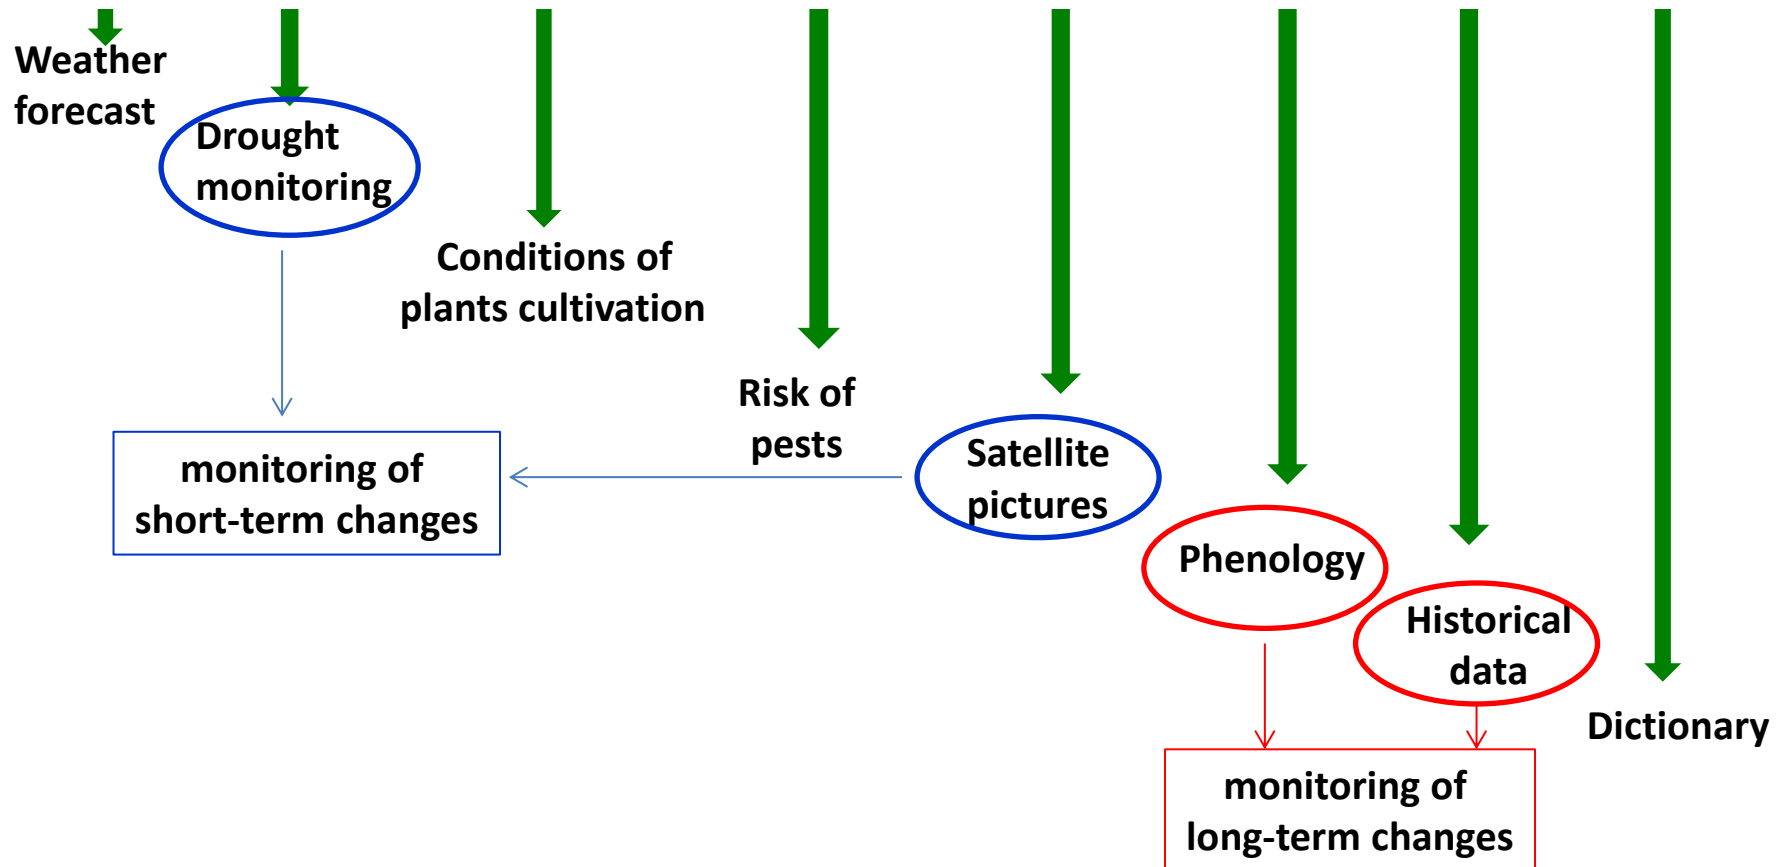 Weather
forecast
Drought
monitoring
Conditions of
plants cultivation
Risk of
pests
Satellite
pictures
monitoring of
short-term changes
Phenology
Historical
data
Dictionary
monitoring of
long-term changes